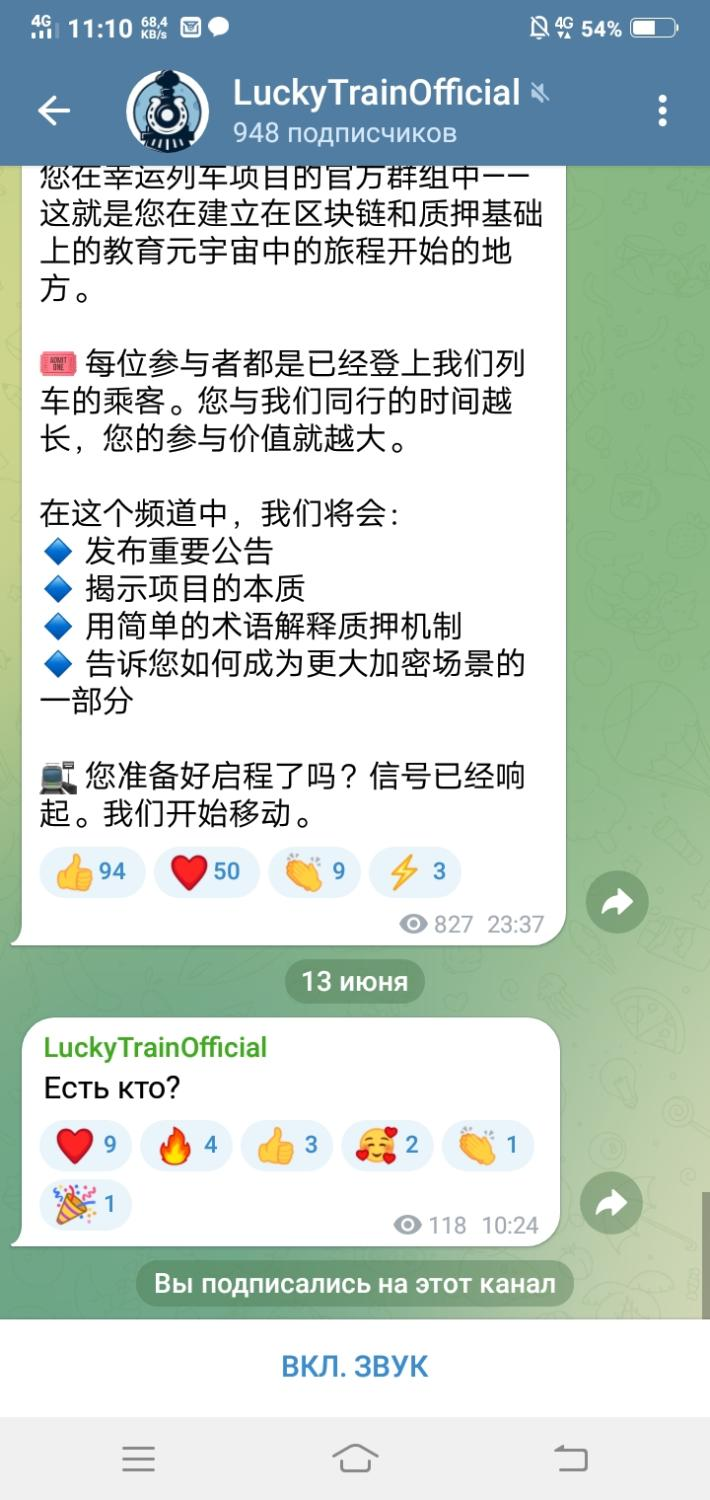 4G 11:10 68,4 KB/s 4G 54%
LuckyTrainOfficial
948 подписчиков
您在幸运列车项目的官方群组中——
这就是您在建立在区块链和质押基础
上的教育元宇宙中的旅程开始的地
方。
🎟 每位参与者都是已经登上我们列
车的乘客。您与我们同行的时间越
长，您的参与价值就越大。
在这个频道中，我们将会：
🔷 发布重要公告
🔷 揭示项目的本质
🔷 用简单的术语解释质押机制
🔷 告诉您如何成为更大加密场景的
一部分
🚉 您准备好启程了吗？信号已经响
起。我们开始移动。
👍 94 ❤️ 50 👏 9 ⚡ 3
827 23:37
13 июня
LuckyTrainOfficial
Есть кто?
❤️ 9 🔥 4 👍 3 🥰 2 👏 1
🎉 1
118 10:24
Вы подписались на этот канал
ВКЛ. ЗВУК